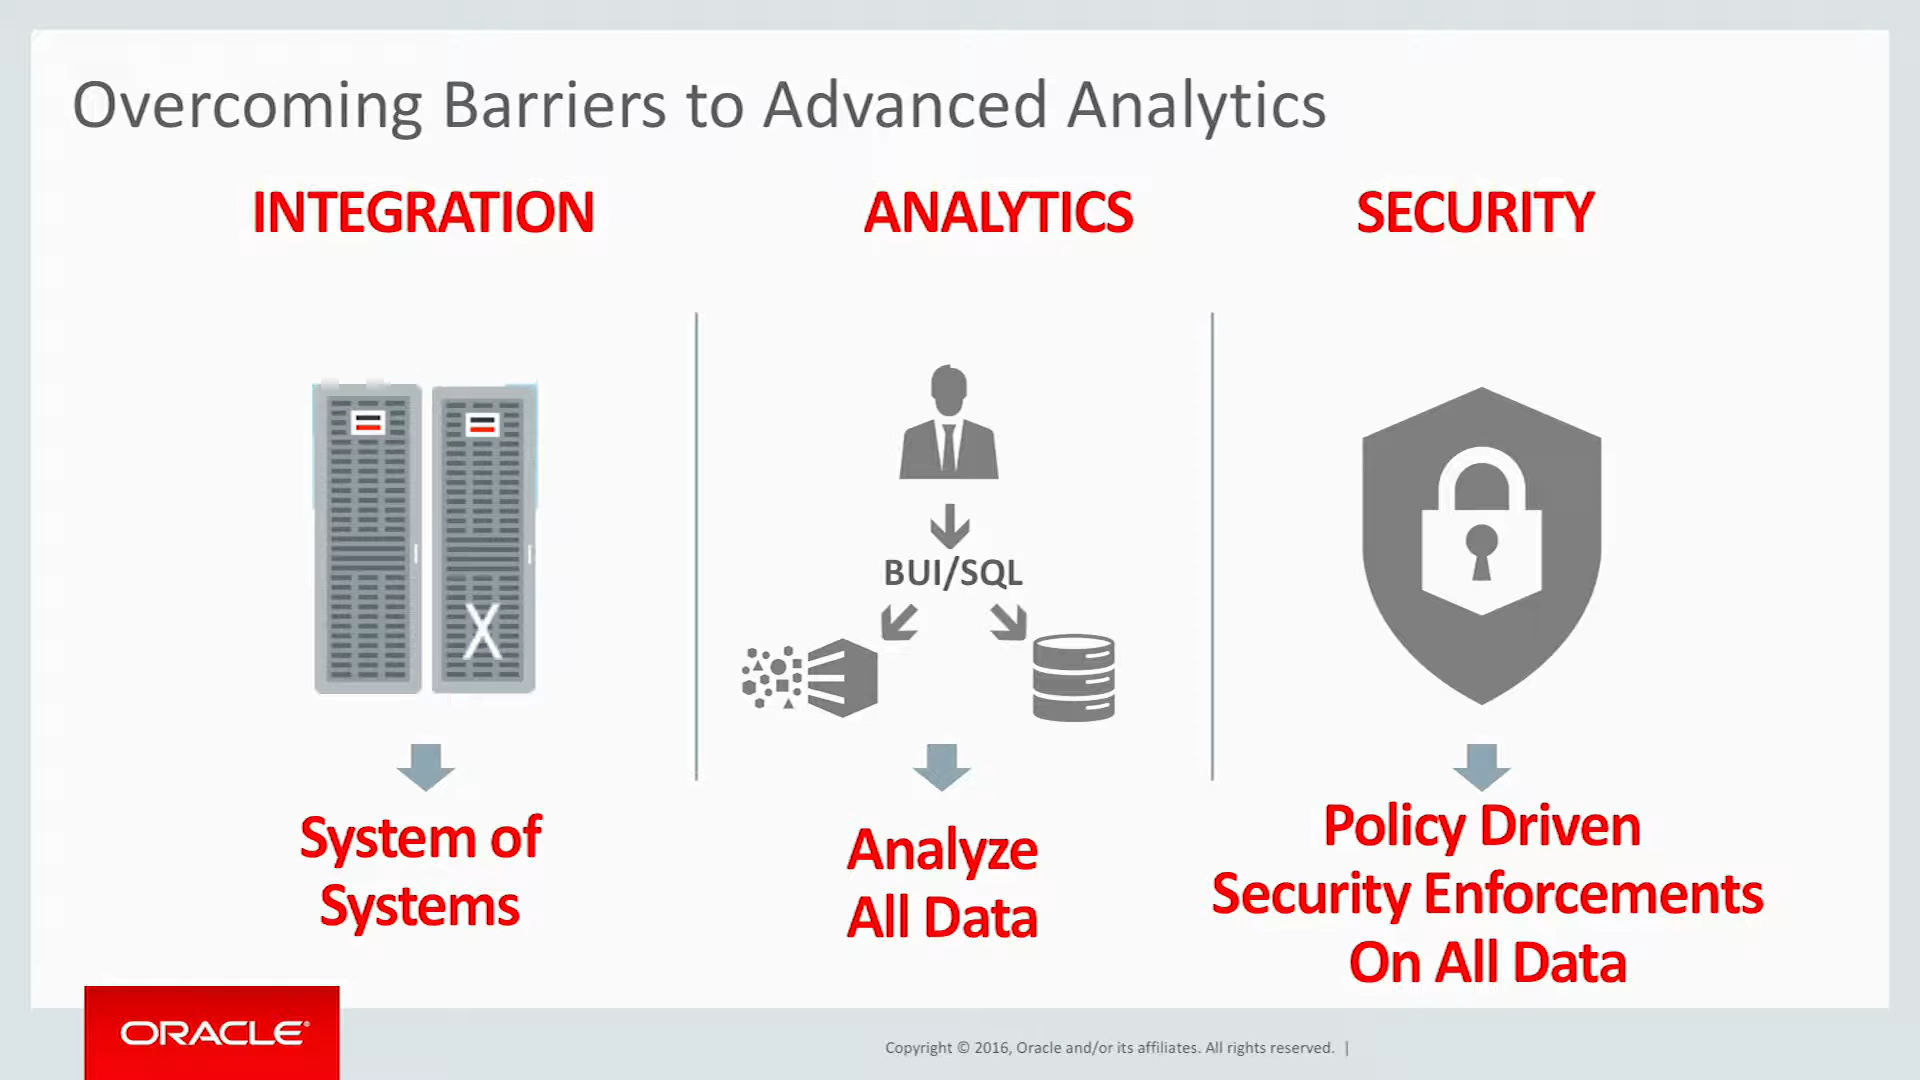 Overcoming Barriers to Advanced Analytics
INTEGRATION
ANALYTICS
SECURITY
X
BUI/SQL
System of
Systems
Analyze
All Data
Policy Driven
Security Enforcements
On All Data
ORACLE®
Copyright © 2016, Oracle and/or its affiliates. All rights reserved. |